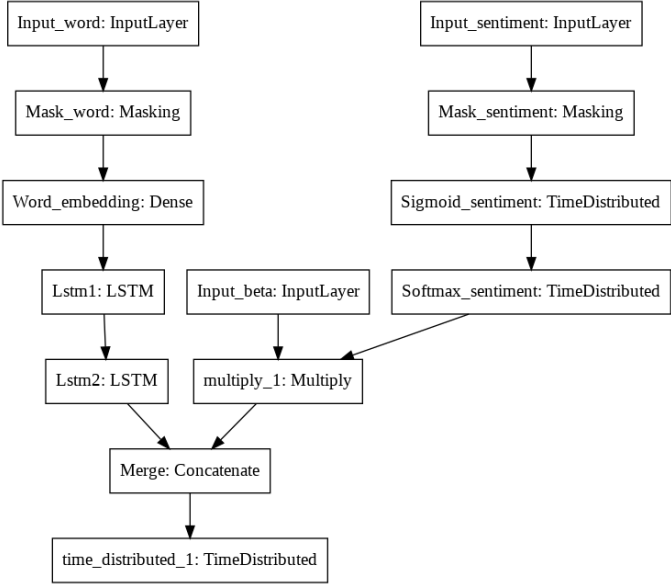 Input_word: InputLayer
Input_sentiment: InputLayer
Mask_word: Masking
Mask_sentiment: Masking
Word_embedding: Dense
Sigmoid_sentiment: TimeDistributed
Lstm1: LSTM
Input_beta: InputLayer
Softmax_sentiment: TimeDistributed
Lstm2: LSTM
multiply_1: Multiply
Merge: Concatenate
time_distributed_1: TimeDistributed